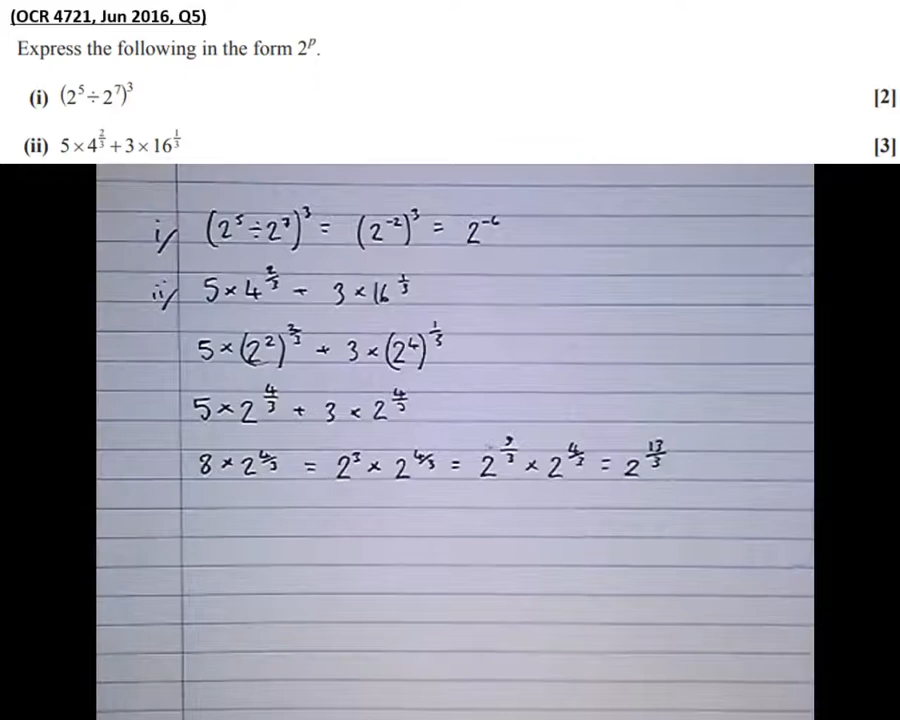 (OCR 4721, Jun 2016, Q5)
Express the following in the form 2^p.
(i) (2^5 ÷ 2^7)^3 [2]
(ii) 5 × 4^(2/3) + 3 × 16^(1/3) [3]
i/ (2^5 ÷ 2^7)^3 = (2^-2)^3 = 2^-6
ii/ 5 × 4^(2/3) + 3 × 16^(1/3)
5 × (2^2)^(2/3) + 3 × (2^4)^(1/3)
5 × 2^(4/3) + 3 × 2^(4/3)
8 × 2^(4/3) = 2^3 × 2^(4/3) = 2^(9/3) × 2^(4/3) = 2^(13/3)